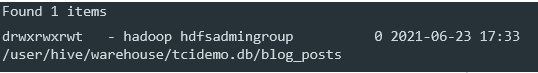 Found 1 items
drwxrwxrwt   - hadoop hdfsadmingroup          0 2021-06-23 17:33
/user/hive/warehouse/tcidemo.db/blog_posts